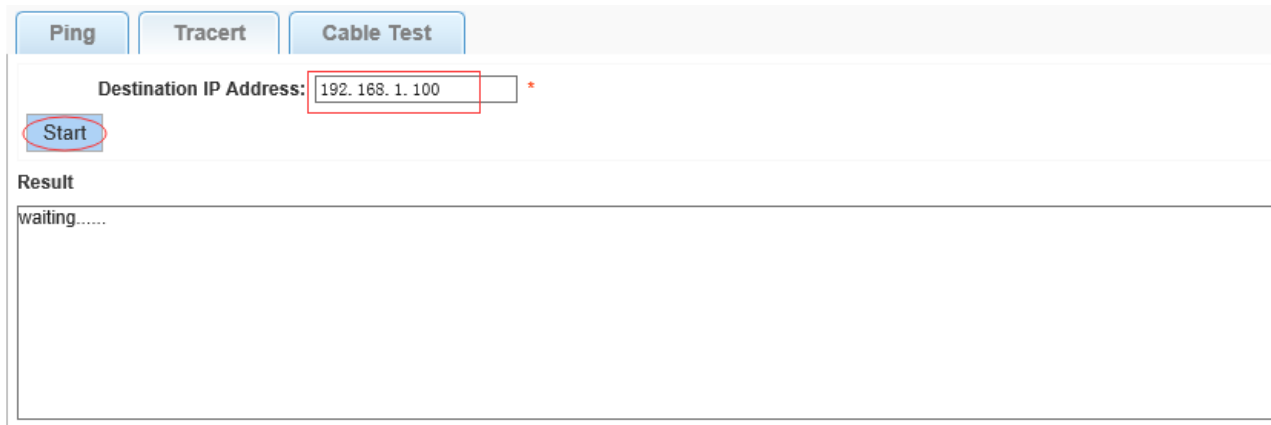 Ping Tracert Cable Test
Destination IP Address: 192. 168. 1. 100 *
Start
Result
waiting......